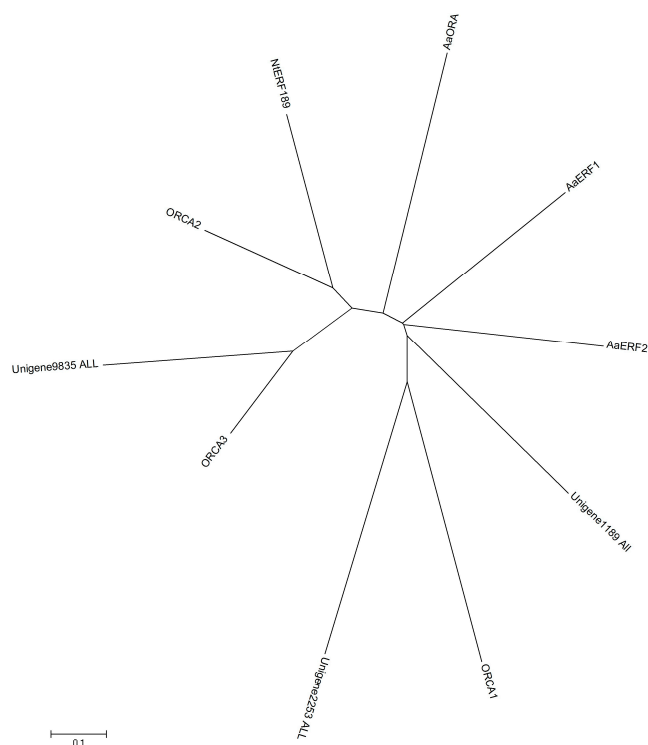 AaORA
NtERF189
AaERF1
ORCA2
AaERF2
Unigene9835 ALL
ORCA3
Unigene1189 All
ORCA1
Unigene2253 ALL
0.1